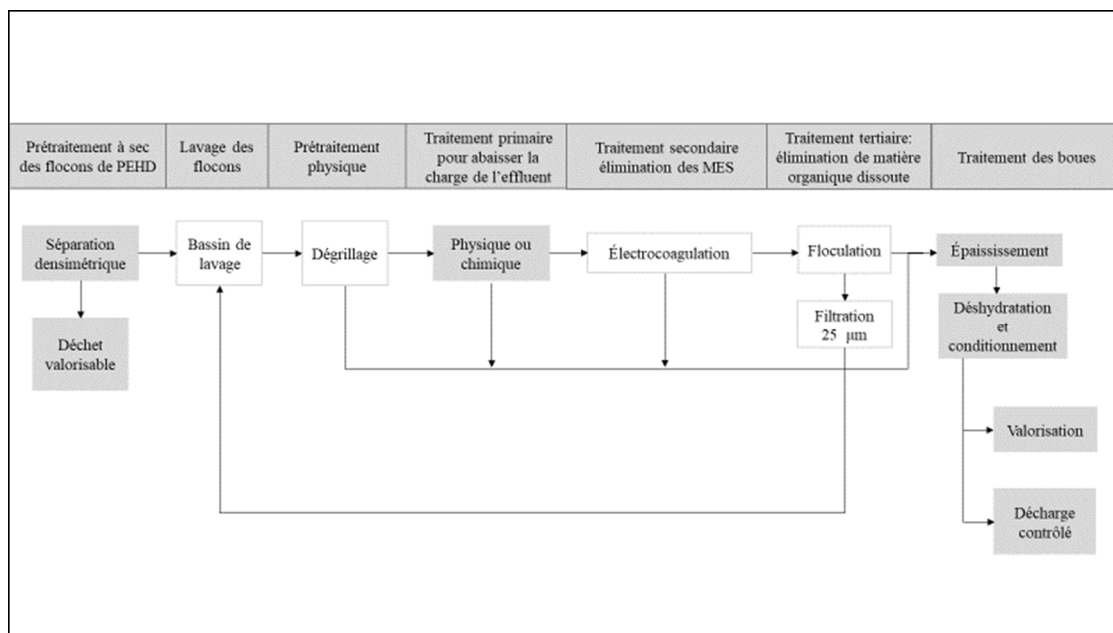 Prétraitement à sec
des flocons de PEHD
Lavage des
flocons
Prétraitement
physique
Traitement primaire
pour abaisser la
charge de l'effluent
Traitement secondaire
élimination des MES
Traitement tertiaire:
élimination de matière
organique dissoute
Traitement des boues
Séparation
densimétrique
Bassin de
lavage
Dégrillage
Physique ou
chimique
Électrocoagulation
Floculation
Épaississement
Déchet
valorisable
Filtration
25 µm
Déshydratation
et
conditionnement
Valorisation
Décharge
contrôlé